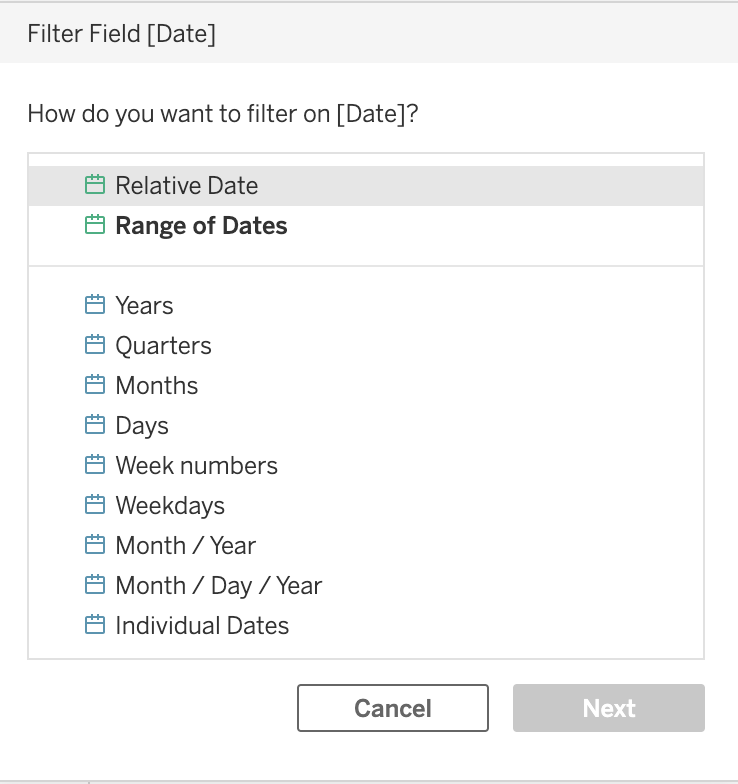 Filter Field [Date]
How do you want to filter on [Date]?
Relative Date
Range of Dates
Years
Quarters
Months
Days
Week numbers
Weekdays
Month / Year
Month / Day / Year
Individual Dates
Cancel
Next